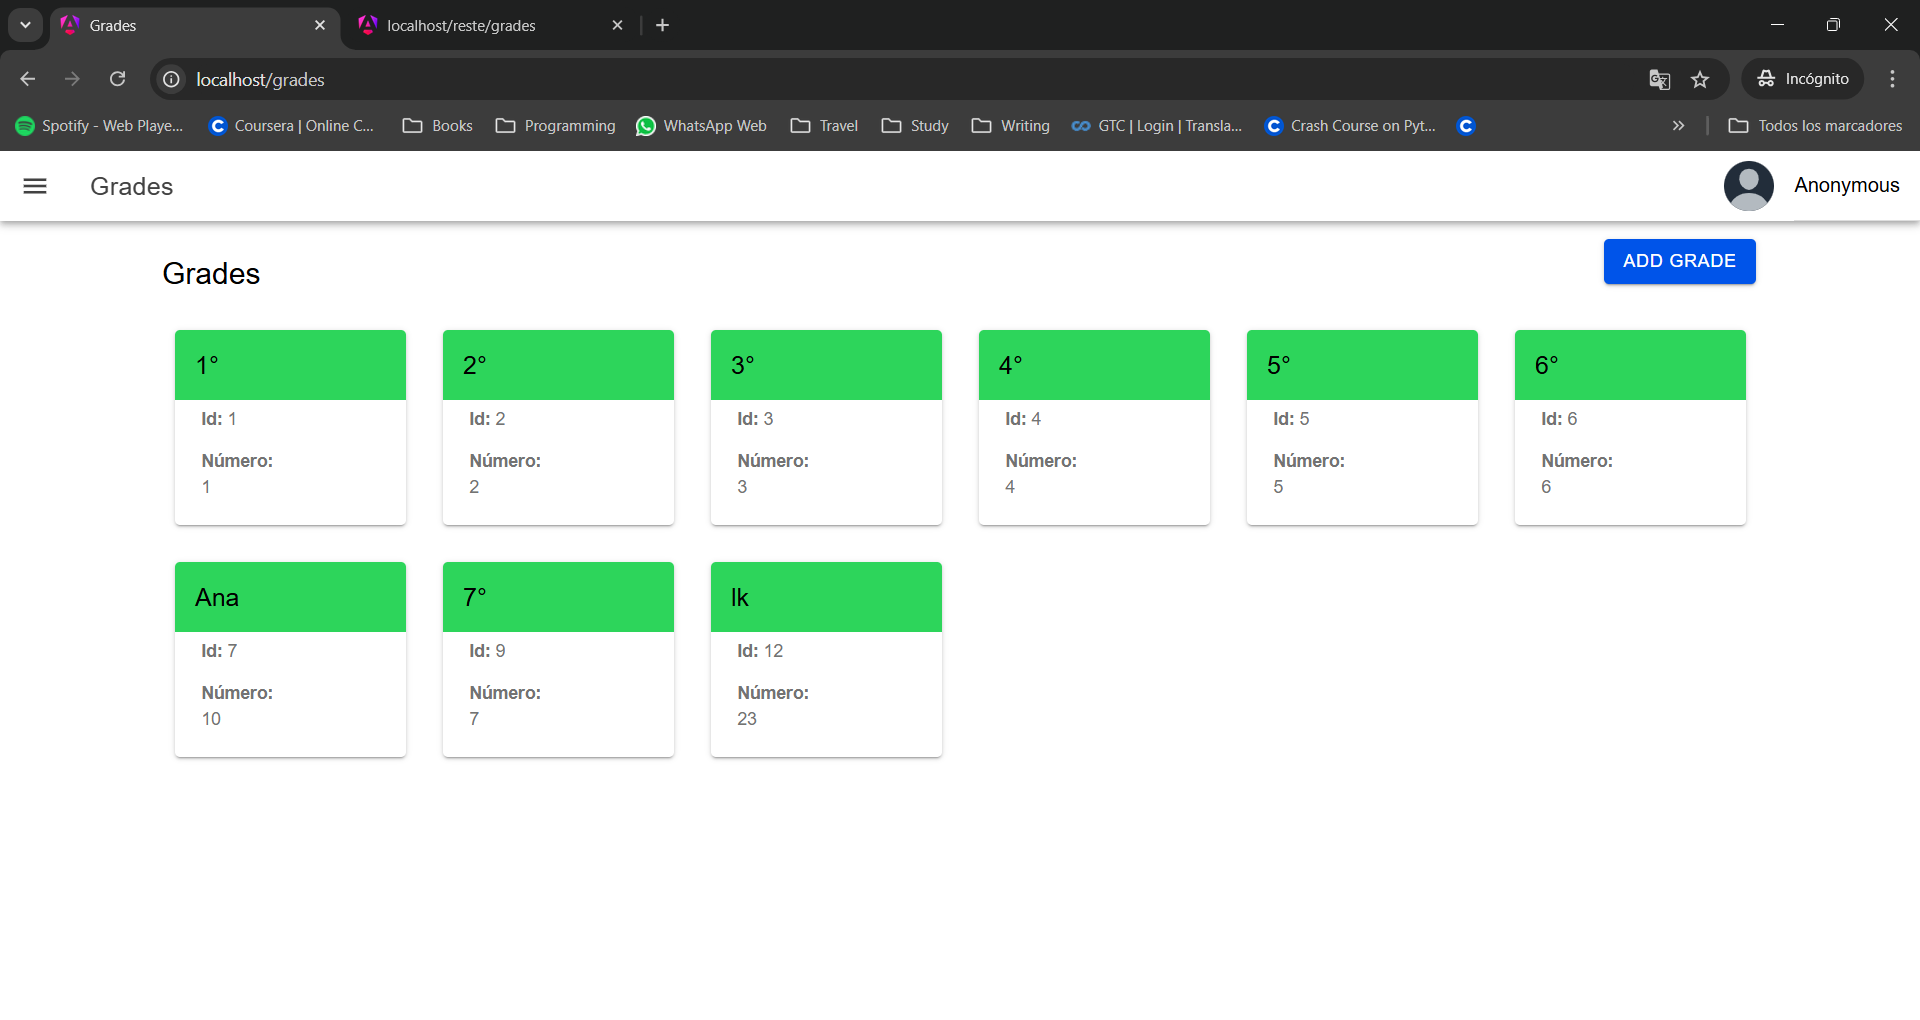 Grades
localhost/reste/grades
localhost/grades
Incógnito
Spotify - Web Playe...
Coursera | Online C...
Books
Programming
WhatsApp Web
Travel
Study
Writing
GTC | Login | Transla...
Crash Course on Pyt...
Todos los marcadores
Grades
Anonymous
Grades
ADD GRADE
1°
Id: 1
Número:
1
2°
Id: 2
Número:
2
3°
Id: 3
Número:
3
4°
Id: 4
Número:
4
5°
Id: 5
Número:
5
6°
Id: 6
Número:
6
Ana
Id: 7
Número:
10
7°
Id: 9
Número:
7
Id: 12
Número:
23